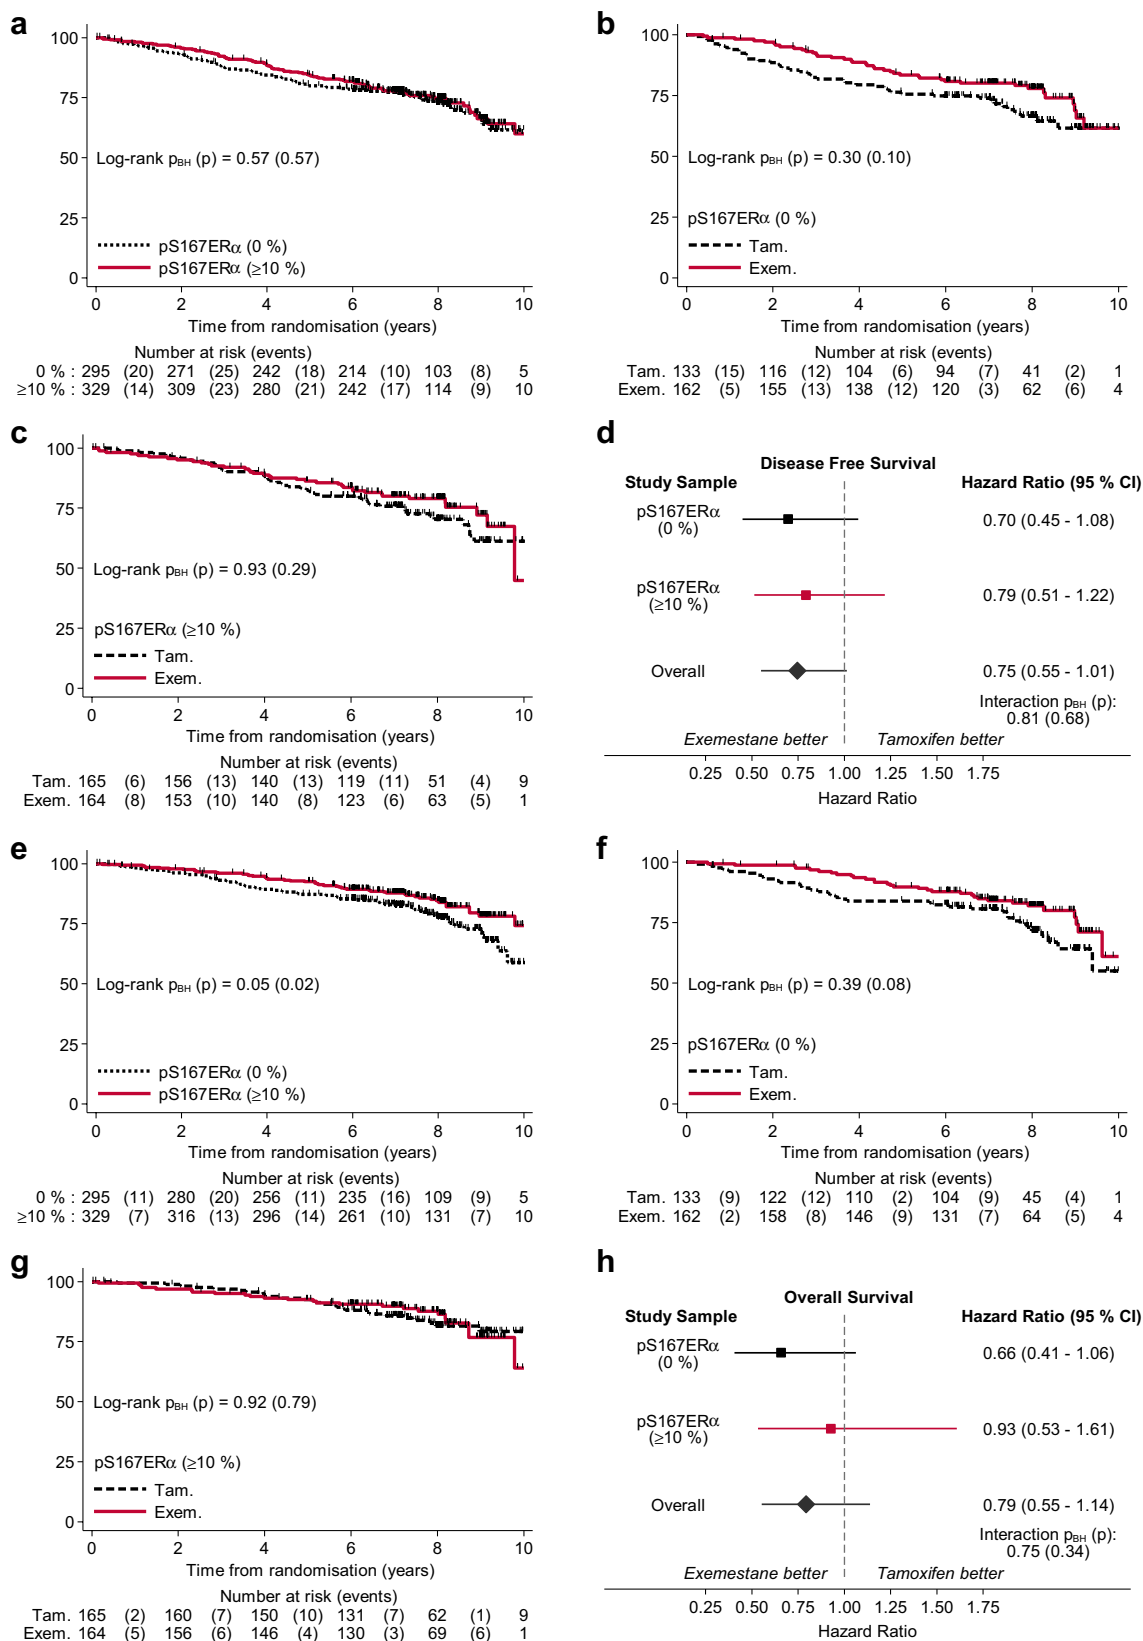 a
100
75
50
25
0
Log-rank pBH (p) = 0.57 (0.57)
pS167ERα (0 %)
pS167ERα (≥10 %)
0 2 4 6 8 10
Time from randomisation (years)
Number at risk (events)
0 % : 295 (20) 271 (25) 242 (18) 214 (10) 103 (8) 5
≥10 % : 329 (14) 309 (23) 280 (21) 242 (17) 114 (9) 10
b
100
75
50
25
0
Log-rank pBH (p) = 0.30 (0.10)
pS167ERα (0 %)
Tam.
Exem.
0 2 4 6 8 10
Time from randomisation (years)
Number at risk (events)
Tam. 133 (15) 116 (12) 104 (6) 94 (7) 41 (2) 1
Exem. 162 (5) 155 (13) 138 (12) 120 (3) 62 (6) 4
c
100
75
50
25
0
Log-rank pBH (p) = 0.93 (0.29)
pS167ERα (≥10 %)
Tam.
Exem.
0 2 4 6 8 10
Time from randomisation (years)
Number at risk (events)
Tam. 165 (6) 156 (13) 140 (13) 119 (11) 51 (4) 9
Exem. 164 (8) 153 (10) 140 (8) 123 (6) 63 (5) 1
d
Disease Free Survival
Study Sample Hazard Ratio (95 % CI)
pS167ERα
(0 %)
0.70 (0.45 - 1.08)
pS167ERα
(≥10 %)
0.79 (0.51 - 1.22)
Overall 0.75 (0.55 - 1.01)
Interaction pBH (p):
0.81 (0.68)
Exemestane better Tamoxifen better
0.25 0.50 0.75 1.00 1.25 1.50 1.75
Hazard Ratio
e
100
75
50
25
0
Log-rank pBH (p) = 0.05 (0.02)
pS167ERα (0 %)
pS167ERα (≥10 %)
0 2 4 6 8 10
Time from randomisation (years)
Number at risk (events)
0 % : 295 (11) 280 (20) 256 (11) 235 (16) 109 (9) 5
≥10 % : 329 (7) 316 (13) 296 (14) 261 (10) 131 (7) 10
f
100
75
50
25
0
Log-rank pBH (p) = 0.39 (0.08)
pS167ERα (0 %)
Tam.
Exem.
0 2 4 6 8 10
Time from randomisation (years)
Number at risk (events)
Tam. 133 (9) 122 (12) 110 (2) 104 (9) 45 (4) 1
Exem. 162 (2) 158 (8) 146 (9) 131 (7) 64 (5) 4
g
100
75
50
25
0
Log-rank pBH (p) = 0.92 (0.79)
pS167ERα (≥10 %)
Tam.
Exem.
0 2 4 6 8 10
Time from randomisation (years)
Number at risk (events)
Tam. 165 (2) 160 (7) 150 (10) 131 (7) 62 (1) 9
Exem. 164 (5) 156 (6) 146 (4) 130 (3) 69 (6) 1
h
Overall Survival
Study Sample Hazard Ratio (95 % CI)
pS167ERα
(0 %)
0.66 (0.41 - 1.06)
pS167ERα
(≥10 %)
0.93 (0.53 - 1.61)
Overall 0.79 (0.55 - 1.14)
Interaction pBH (p):
0.75 (0.34)
Exemestane better Tamoxifen better
0.25 0.50 0.75 1.00 1.25 1.50 1.75
Hazard Ratio